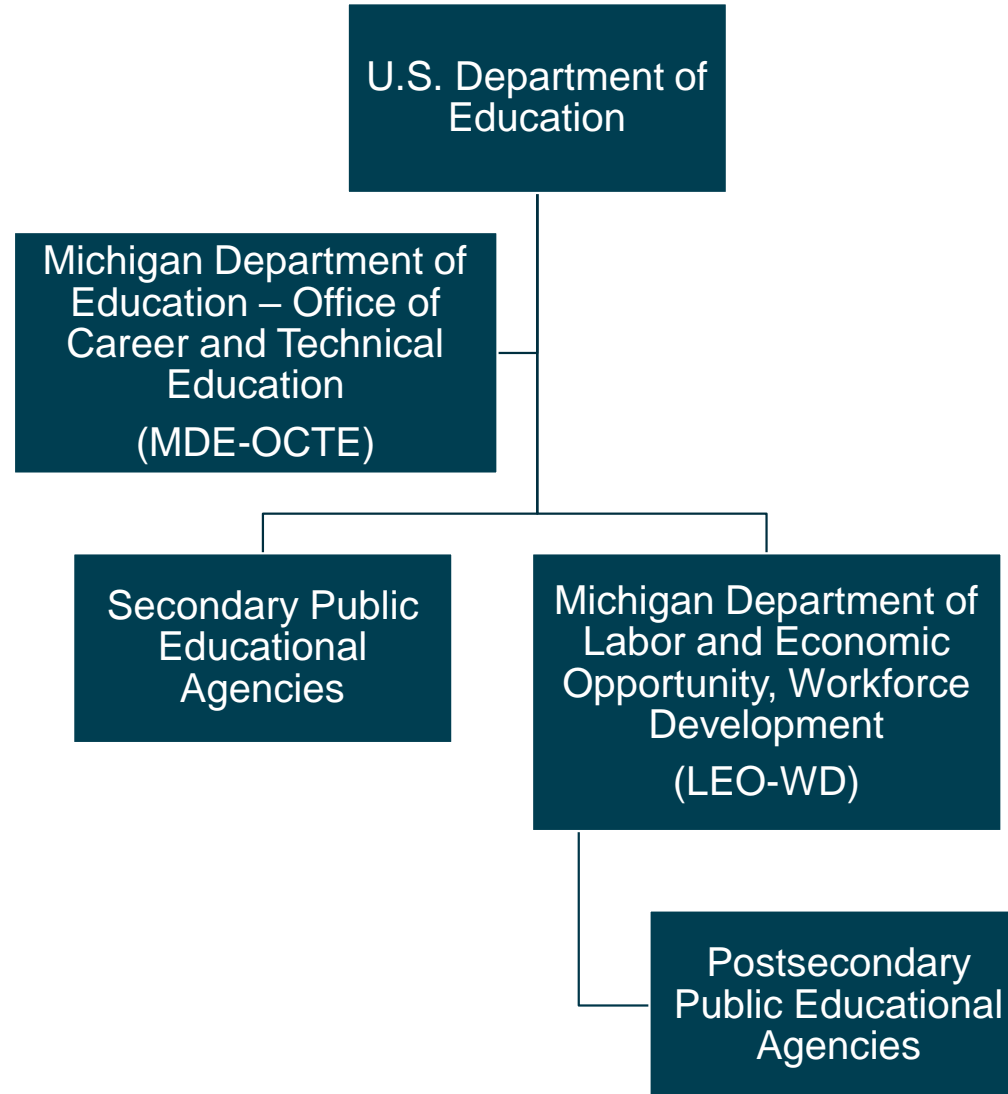 U.S. Department of
Education
Michigan Department of
Education – Office of
Career and Technical
Education
(MDE-OCTE)
Secondary Public
Educational
Agencies
Michigan Department of
Labor and Economic
Opportunity, Workforce
Development
(LEO-WD)
Postsecondary
Public Educational
Agencies